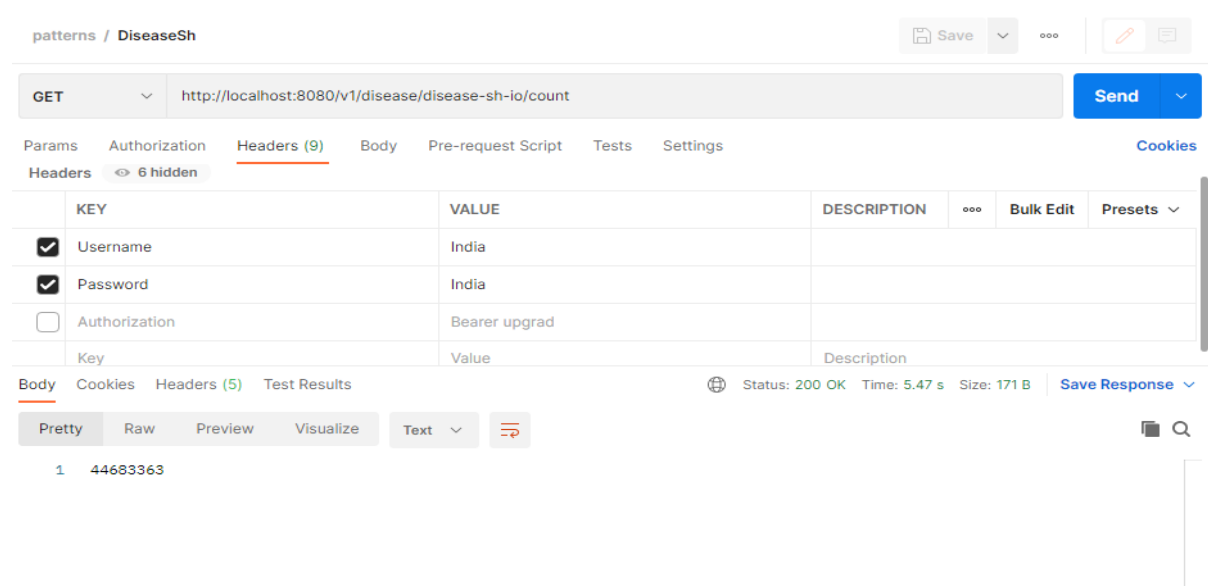 patterns / DiseaseSh Save ooo
GET http://localhost:8080/v1/disease/disease-sh-io/count Send
Params Authorization Headers (9) Body Pre-request Script Tests Settings Cookies
Headers 6 hidden
KEY VALUE DESCRIPTION ooo Bulk Edit Presets
Username India
Password India
Authorization Bearer upgrad
Key Value Description
Body Cookies Headers (5) Test Results Status: 200 OK Time: 5.47 s Size: 171 B Save Response
Pretty Raw Preview Visualize Text
1 44683363